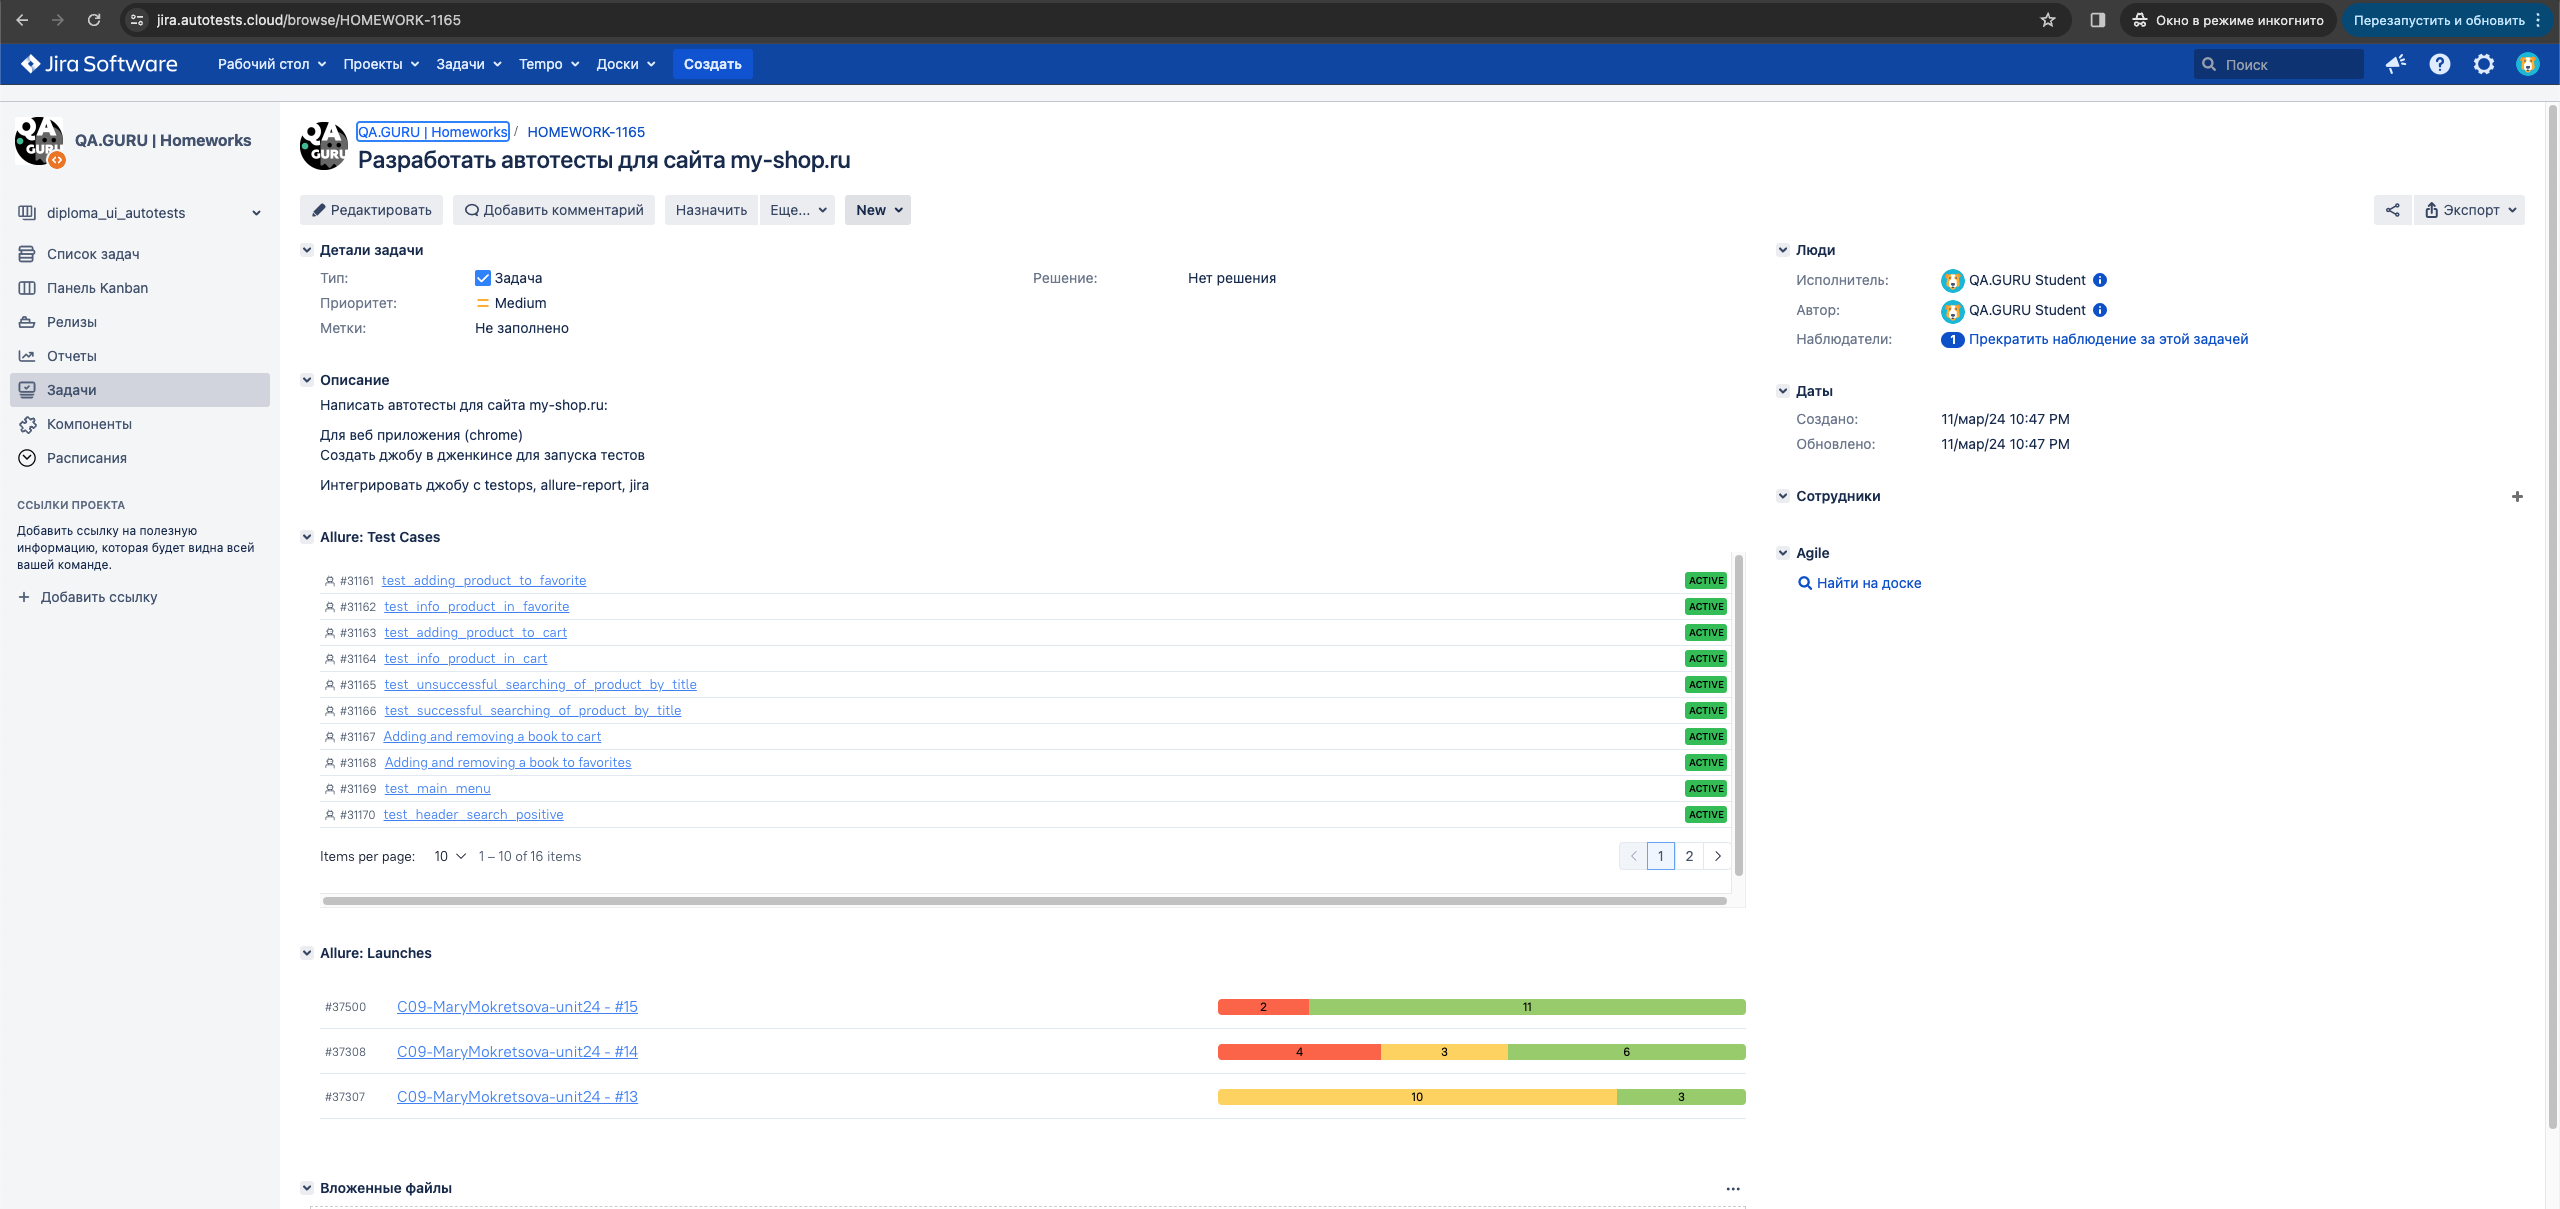 jira.autotests.cloud/browse/HOMEWORK-1165
Окно в режиме инкогнито
Перезапустить и обновить
Jira Software
Рабочий стол
Проекты
Задачи
Tempo
Доски
Создать
Поиск
QA.GURU | Homeworks
diploma_ui_autotests
Список задач
Панель Kanban
Релизы
Отчеты
Задачи
Компоненты
Расписания
ССЫЛКИ ПРОЕКТА
Добавить ссылку на полезную
информацию, которая будет видна всей
вашей команде.
+ Добавить ссылку
QA.GURU | Homeworks / HOMEWORK-1165
Разработать автотесты для сайта my-shop.ru
Редактировать
Добавить комментарий
Назначить
Еще...
New
Экспорт
Детали задачи
Тип: Задача
Решение: Нет решения
Приоритет: Medium
Метки: Не заполнено
Описание
Написать автотесты для сайта my-shop.ru:
Для веб приложения (chrome)
Создать джобу в дженкинсе для запуска тестов
Интегрировать джобу с testops, allure-report, jira
Allure: Test Cases
#31161 test_adding_product_to_favorite ACTIVE
#31162 test_info_product_in_favorite ACTIVE
#31163 test_adding_product_to_cart ACTIVE
#31164 test_info_product_in_cart ACTIVE
#31165 test_unsuccessful_searching_of_product_by_title ACTIVE
#31166 test_successful_searching_of_product_by_title ACTIVE
#31167 Adding and removing a book to cart ACTIVE
#31168 Adding and removing a book to favorites ACTIVE
#31169 test_main_menu ACTIVE
#31170 test_header_search_positive ACTIVE
Items per page: 10 1 – 10 of 16 items
1 2
Allure: Launches
#37500 C09-MaryMokretsova-unit24 - #15 2 11
#37308 C09-MaryMokretsova-unit24 - #14 4 3 6
#37307 C09-MaryMokretsova-unit24 - #13 10 3
Вложенные файлы
Люди
Исполнитель: QA.GURU Student
Автор: QA.GURU Student
Наблюдатели: 1 Прекратить наблюдение за этой задачей
Даты
Создано: 11/мар/24 10:47 PM
Обновлено: 11/мар/24 10:47 PM
Сотрудники
Agile
Найти на доске